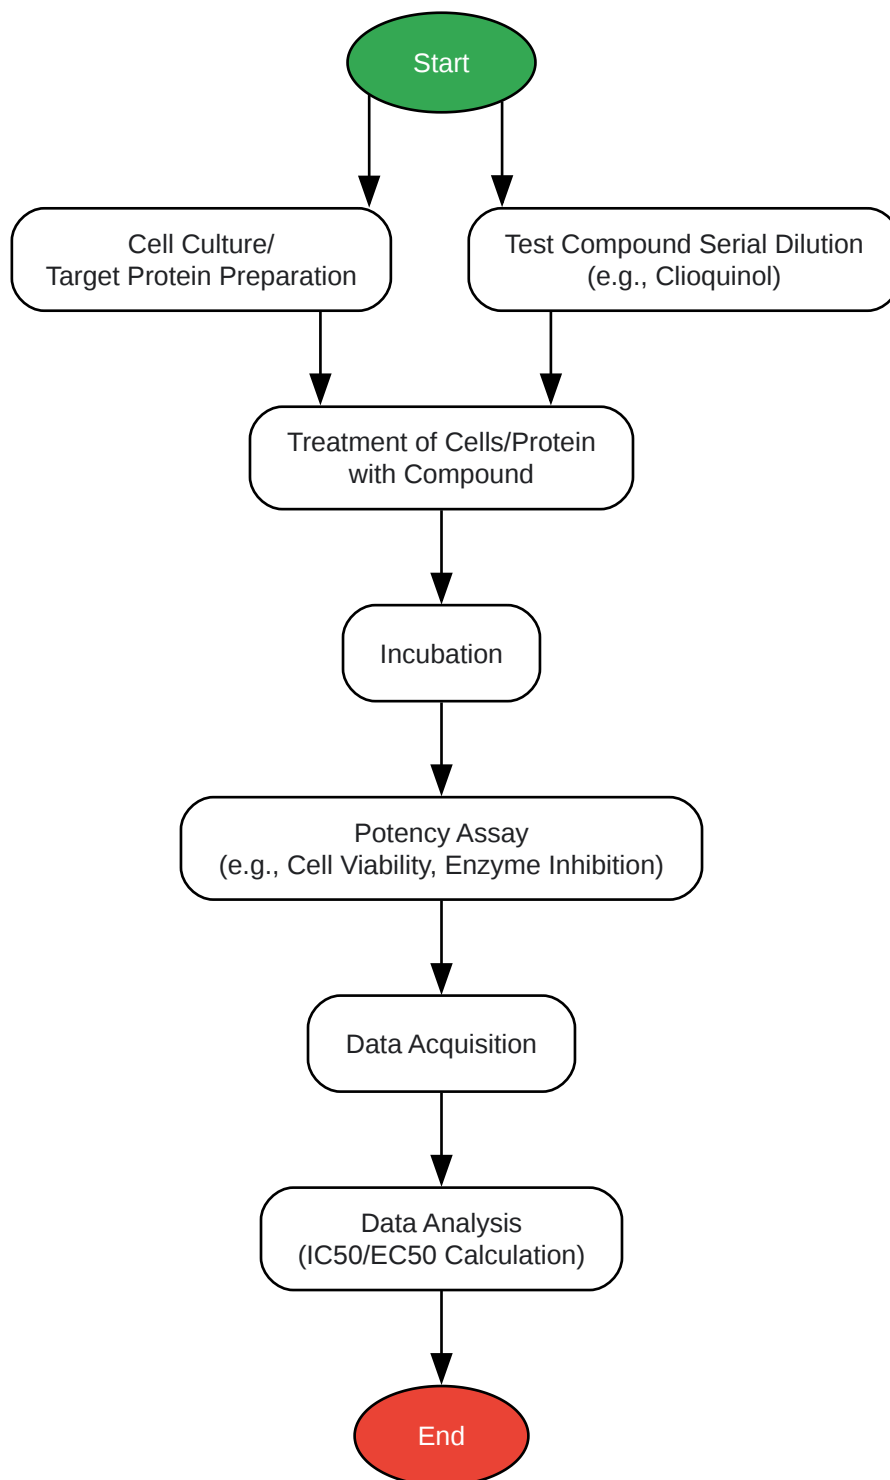 Start
Cell Culture/
Target Protein Preparation
Test Compound Serial Dilution
(e.g., Clioquinol)
Treatment of Cells/Protein
with Compound
Incubation
Potency Assay
(e.g., Cell Viability, Enzyme Inhibition)
Data Acquisition
Data Analysis
(IC50/EC50 Calculation)
End